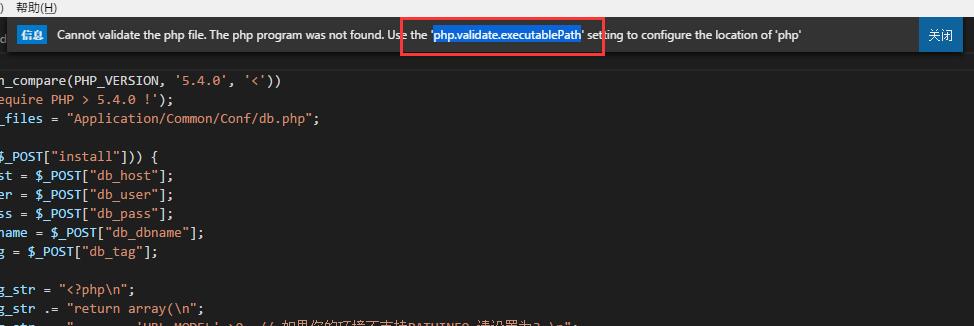 ) 帮助(H)
信息 Cannot validate the php file. The php program was not found. Use the 'php.validate.executablePath' setting to configure the location of 'php' 关闭
n_compare(PHP_VERSION, '5.4.0', '<'))
equire PHP > 5.4.0 !');
_files = "Application/Common/Conf/db.php";
$_POST["install"])) {
st = $_POST["db_host"];
er = $_POST["db_user"];
ss = $_POST["db_pass"];
name = $_POST["db_dbname"];
g = $_POST["db_tag"];
g_str = "<?php\n";
g_str .= "return array(\n";